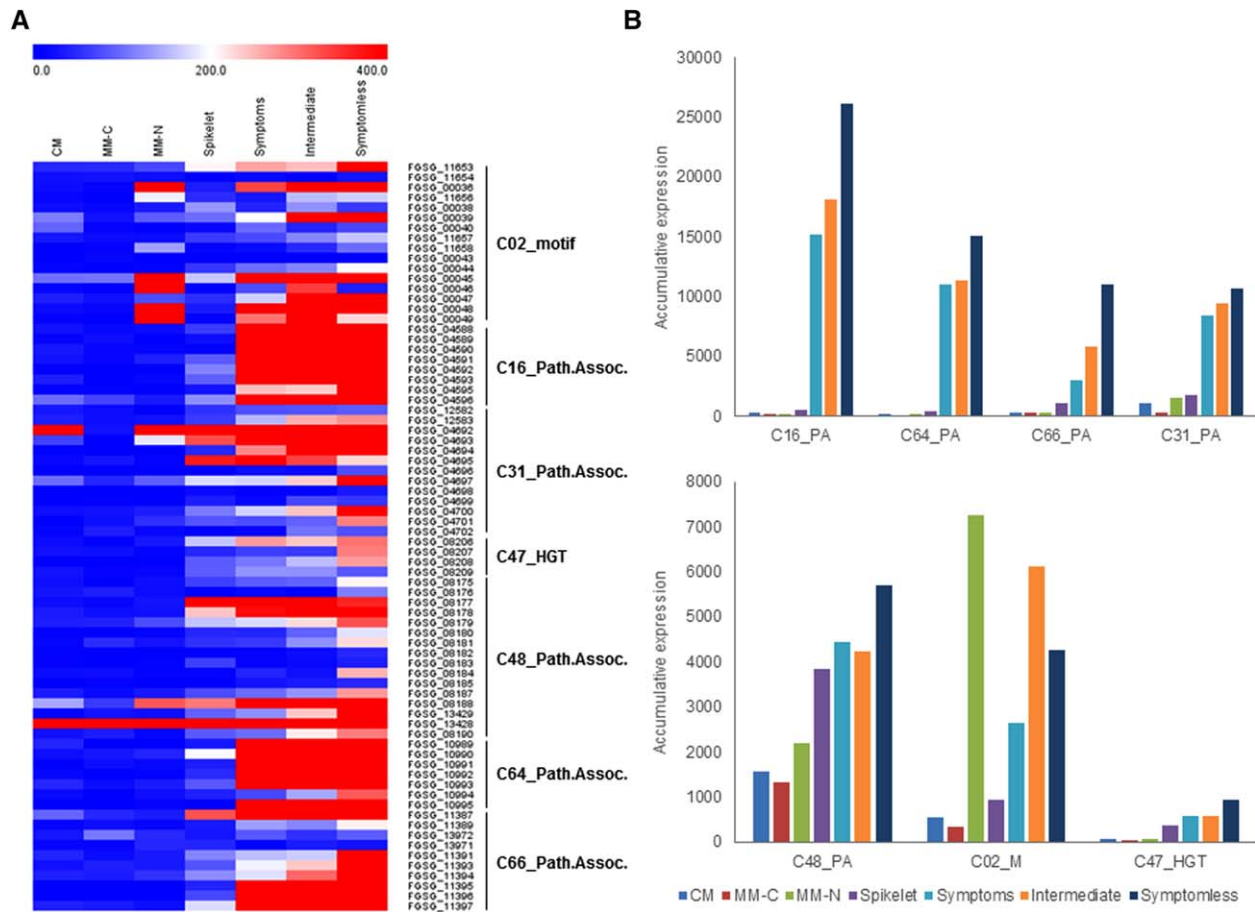 A
0.0 200.0 400.0
CM MM-C MM-N Spikelet Symptoms Intermediate Symptomless
FGSG_11653
FGSG_11654
FGSG_00036
FGSG_11656
FGSG_00038
FGSG_00039
FGSG_00040
FGSG_11657
FGSG_11658
FGSG_00043
FGSG_00044
FGSG_00045
FGSG_00046
FGSG_00047
FGSG_00048
FGSG_00049
C02_motif
FGSG_04588
FGSG_04589
FGSG_04590
FGSG_04591
FGSG_04592
FGSG_04593
FGSG_04595
FGSG_04596
C16_Path.Assoc.
FGSG_12582
FGSG_12583
FGSG_04692
FGSG_04693
FGSG_04694
FGSG_04695
FGSG_04696
FGSG_04697
FGSG_04698
FGSG_04699
FGSG_04700
FGSG_04701
FGSG_04702
C31_Path.Assoc.
FGSG_08206
FGSG_08207
FGSG_08208
FGSG_08209
C47_HGT
FGSG_08175
FGSG_08176
FGSG_08177
FGSG_08178
FGSG_08179
FGSG_08180
FGSG_08181
FGSG_08182
FGSG_08183
FGSG_08184
FGSG_08185
FGSG_08187
FGSG_08188
FGSG_13429
FGSG_13428
FGSG_08190
C48_Path.Assoc.
FGSG_10989
FGSG_10990
FGSG_10991
FGSG_10992
FGSG_10993
FGSG_10994
FGSG_10995
C64_Path.Assoc.
FGSG_11387
FGSG_11389
FGSG_13972
FGSG_13971
FGSG_11391
FGSG_11393
FGSG_11394
FGSG_11395
FGSG_11396
FGSG_11397
C66_Path.Assoc.
B
Accumulative expression
30000
25000
20000
15000
10000
5000
0
C16_PA C64_PA C66_PA C31_PA
Accumulative expression
8000
7000
6000
5000
4000
3000
2000
1000
0
C48_PA C02_M C47_HGT
CM MM-C MM-N Spikelet Symptoms Intermediate Symptomless